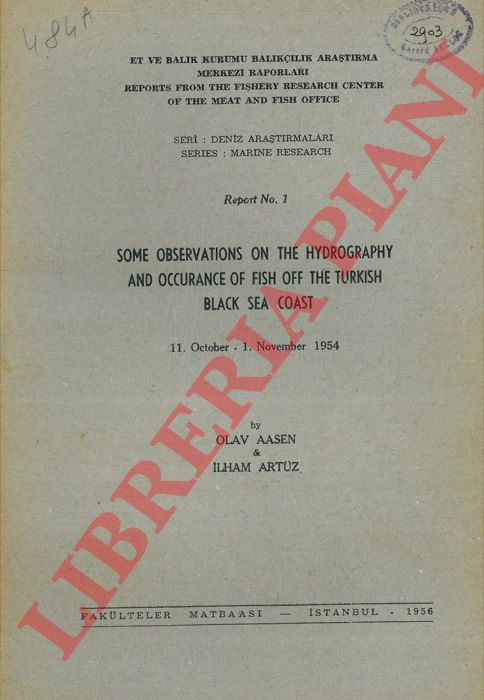 484A
2903
ET VE BALIK KURUMU BALIKÇILIK ARAŞTIRMA
MERKEZİ RAPORLARI
REPORTS FROM THE FISHERY RESEARCH CENTER
OF THE MEAT AND FISH OFFICE
SERİ : DENİZ ARAŞTIRMALARI
SERIES : MARINE RESEARCH
Report No. 1
SOME OBSERVATIONS ON THE HYDROGRAPHY
AND OCCURANCE OF FISH OFF THE TURKISH
BLACK SEA COAST
11. October - 1. November 1954
by
OLAV AASEN
&
İLHAM ARTÜZ
FAKÜLTELER MATBAASI — İSTANBUL - 1956
LIBRERIA PIANI